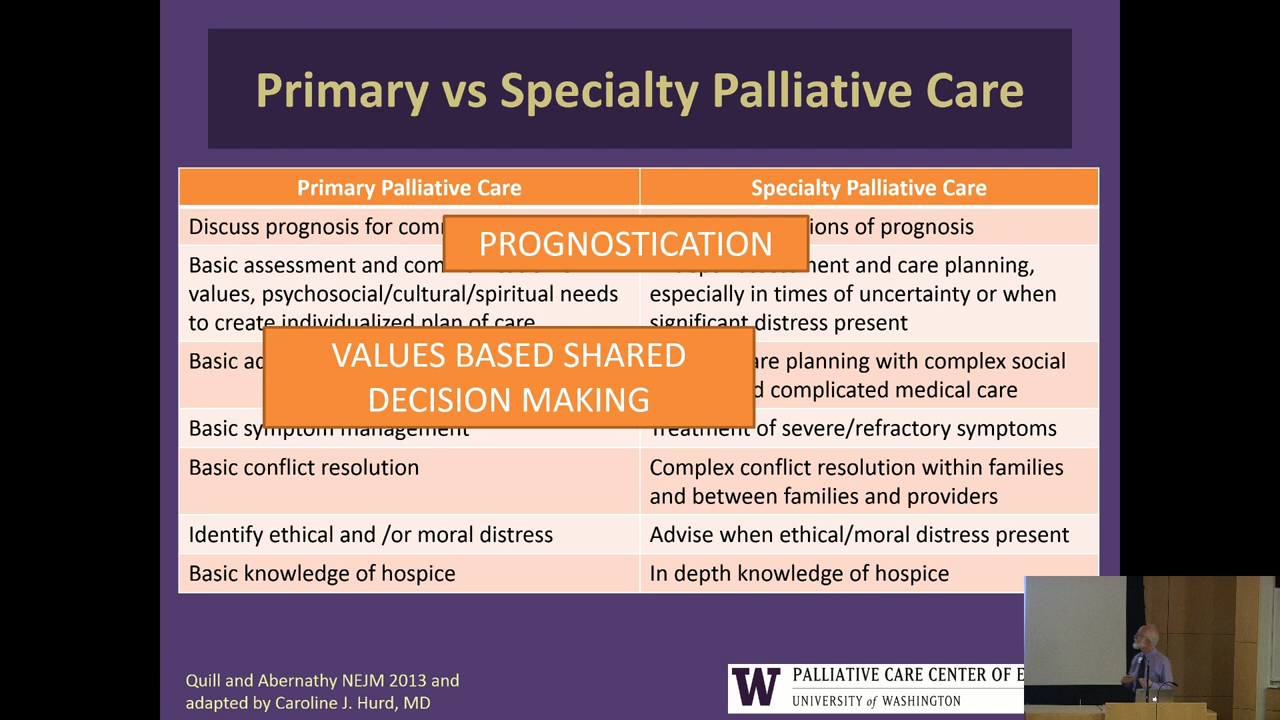 Primary vs Specialty Palliative Care
Primary Palliative Care
Specialty Palliative Care
Discuss prognosis for
of prognosis
PROGNOSTICATION
Basic assessment and
and care planning,
values, psychosocial/cultural/spiritual needs
especially in times of uncertainty or when
to create individualized plan of care
significant distress present
VALUES BASED SHARED
DECISION MAKING
Basic
care planning with complex social
complicated medical care
Basic symptom management
Treatment of severe/refractory symptoms
Basic conflict resolution
Complex conflict resolution within families
and between families and providers
Identify ethical and /or moral distress
Advise when ethical/moral distress present
Basic knowledge of hospice
In depth knowledge of hospice
Quill and Abernathy NEJM 2013 and
adapted by Caroline J. Hurd, MD
W
PALLIATIVE CARE CENTER OF E
UNIVERSITY of WASHINGTON